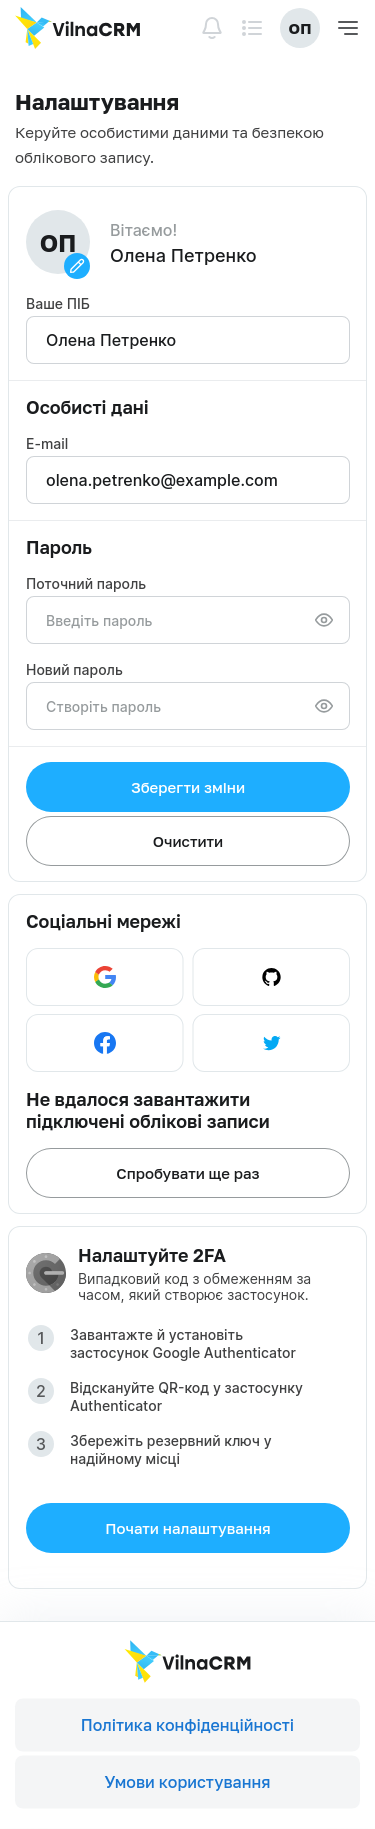 VilnaCRM
ОП
Налаштування
Керуйте особистими даними та безпекою
облікового запису.
ОП
Вітаємо!
Олена Петренко
Ваше ПІБ
Олена Петренко
Особисті дані
E-mail
olena.petrenko@example.com
Пароль
Поточний пароль
Введіть пароль
Новий пароль
Створіть пароль
Зберегти зміни
Очистити
Соціальні мережі
Не вдалося завантажити
підключені облікові записи
Спробувати ще раз
Налаштуйте 2FA
Випадковий код з обмеженням за
часом, який створює застосунок.
1
Завантажте й установіть
застосунок Google Authenticator
2
Відскануйте QR-код у застосунку
Authenticator
3
Збережіть резервний ключ у
надійному місці
Почати налаштування
VilnaCRM
Політика конфіденційності
Умови користування